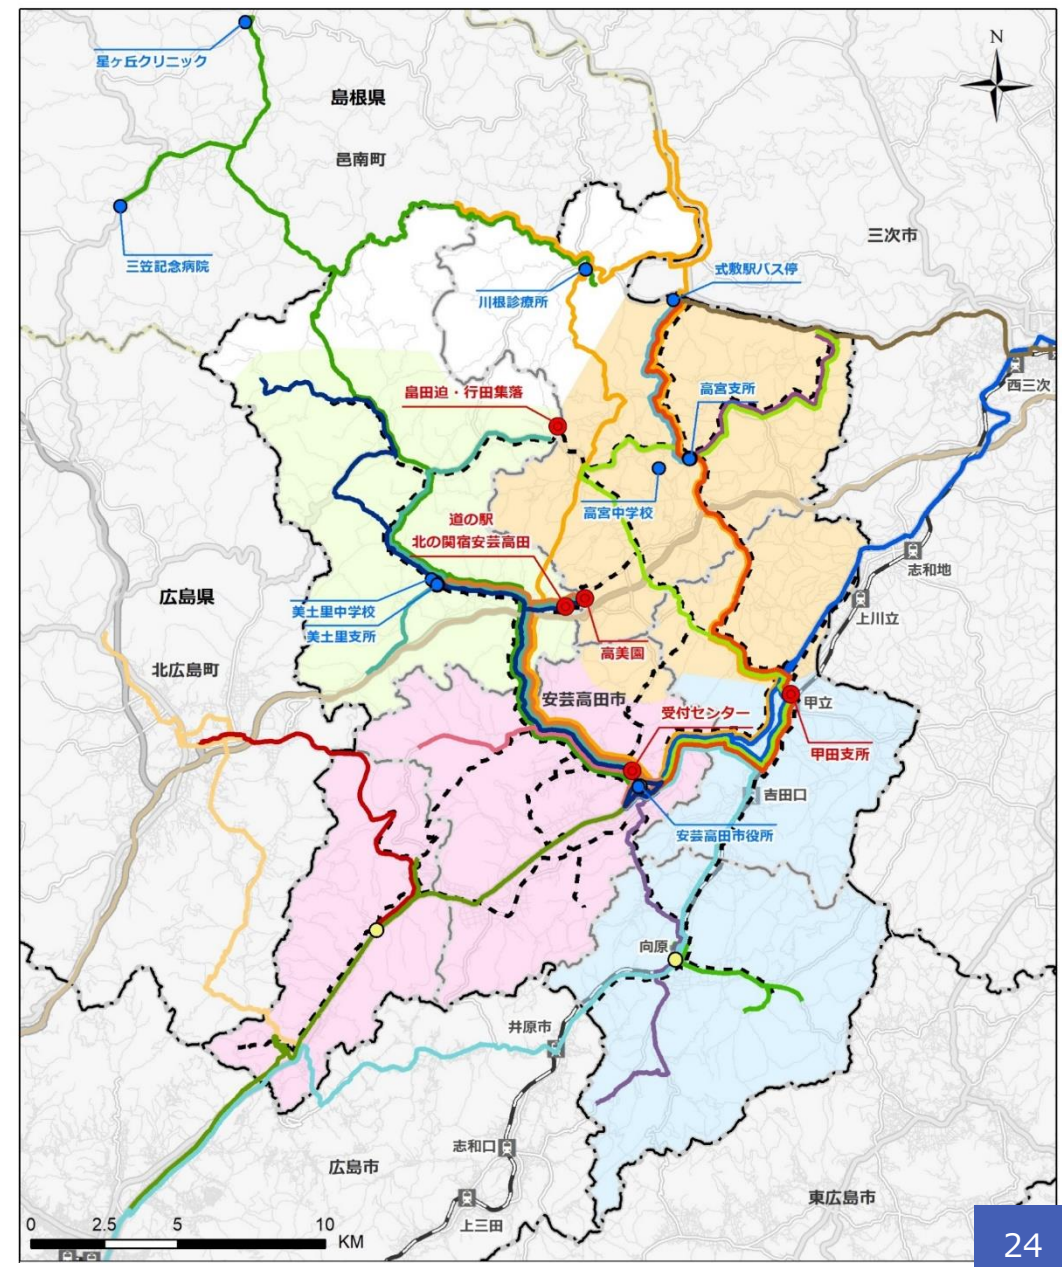 N
星ヶ丘クリニック
島根県
邑南町
三次市
三笠記念病院
式敷駅バス停
川根診療所
西三次
高宮支所
畠田迫・行田集落
高宮中学校
道の駅
北の関宿安芸高田
志和地
広島県
美土里中学校
上川立
美土里支所
高美園
北広島町
安芸高田市
甲立
受付センター
甲田支所
吉田口
安芸高田市役所
向原
井原市
志和口
広島市
東広島市
上三田
0 2.5 5 10
KM
24